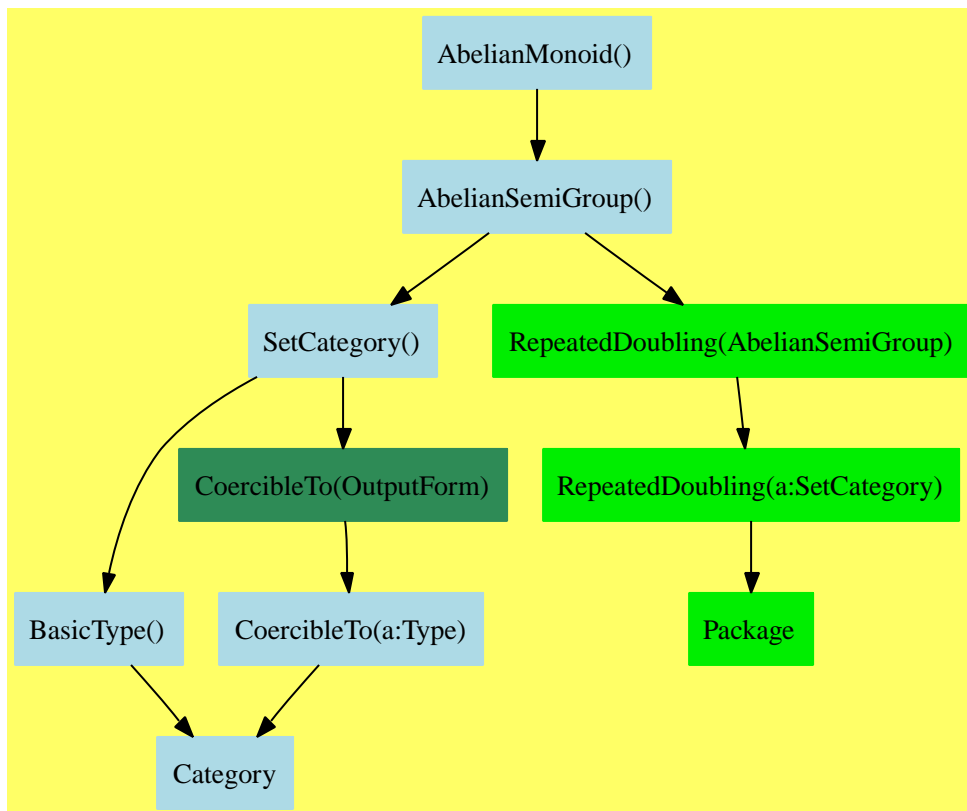 AbelianMonoid()
AbelianSemiGroup()
SetCategory()
RepeatedDoubling(AbelianSemiGroup)
CoercibleTo(OutputForm)
RepeatedDoubling(a:SetCategory)
BasicType()
CoercibleTo(a:Type)
Package
Category